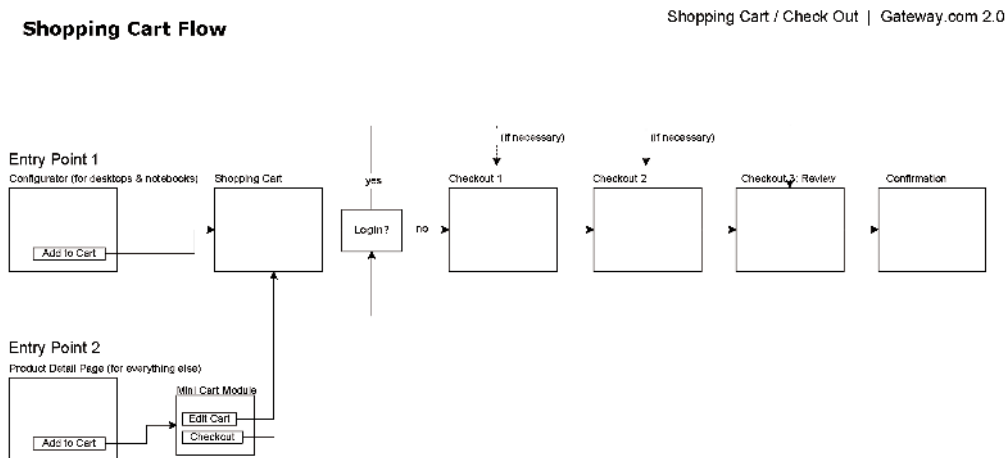 Shopping Cart Flow
Shopping Cart / Check Out | Gateway.com 2.0
(if necessary)
(if necessary)
Entry Point 1
Configurator (for desktops & notebooks)
Shopping Cart
yes
Checkout 1
Checkout 2
Checkout 3: Review
Confirmation
Login?
no
Add to Cart
Entry Point 2
Product Detail Page (for everything else)
Mini Cart Module
Edit Cart
Checkout
Add to Cart